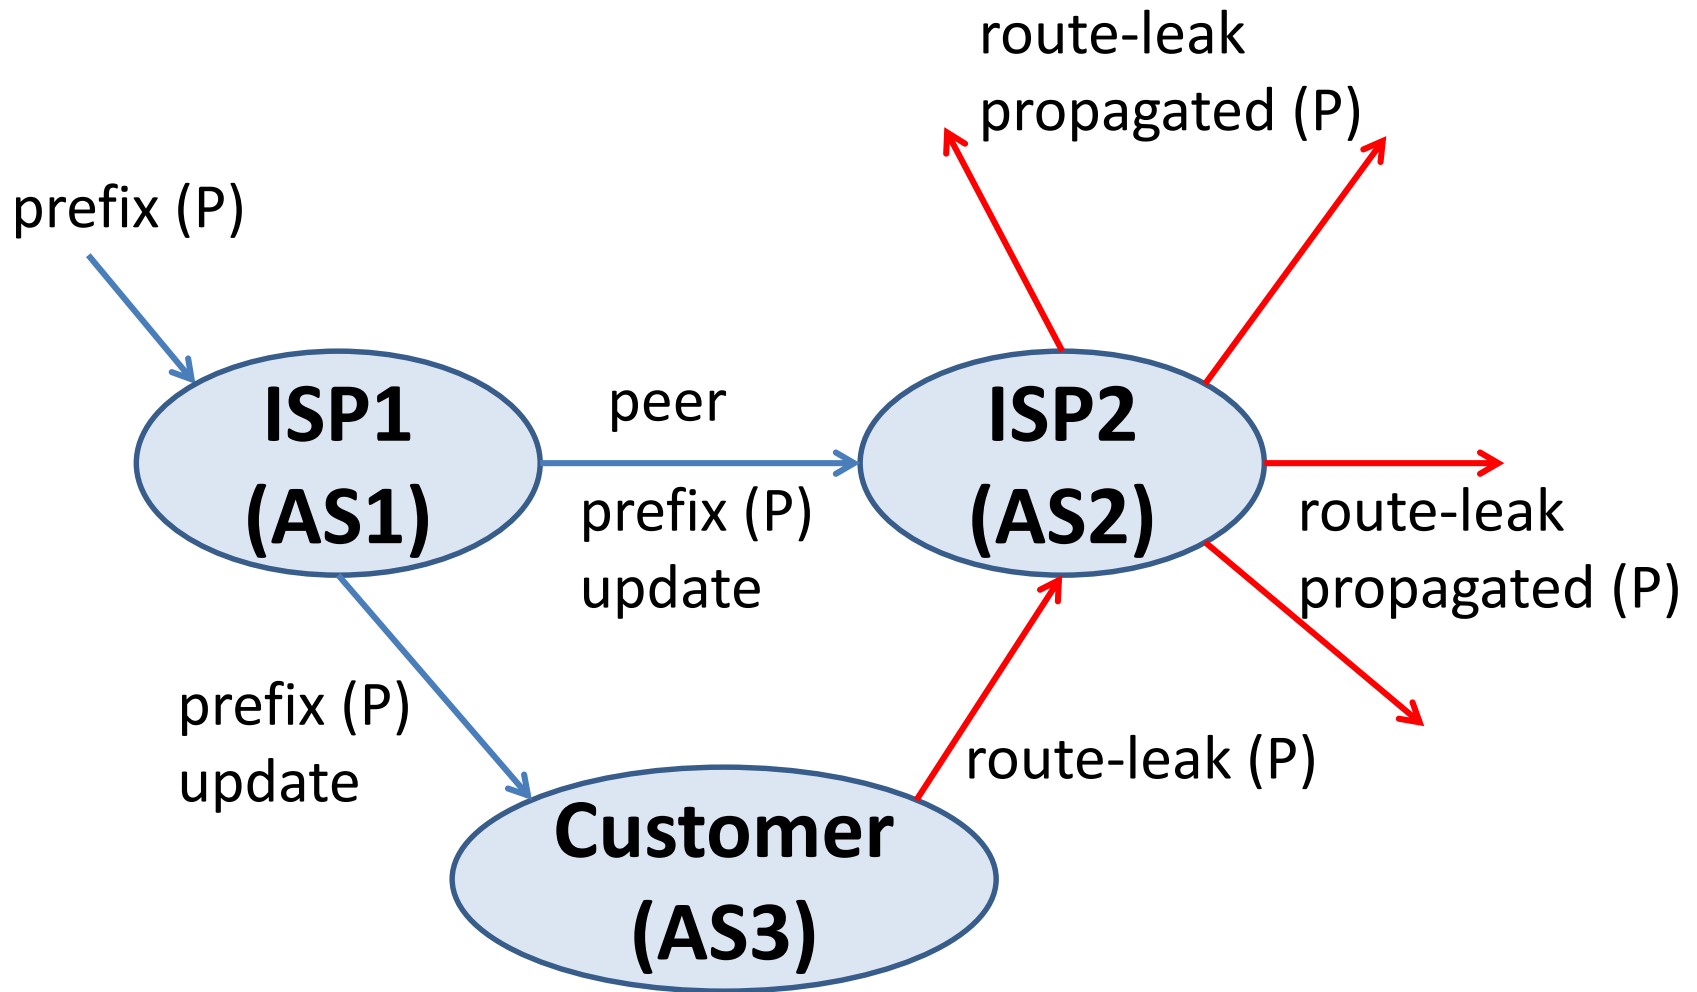 route-leak
propagated (P)
prefix (P)
ISP1
(AS1)
peer
prefix (P)
update
ISP2
(AS2)
route-leak
propagated (P)
prefix (P)
update
route-leak (P)
Customer
(AS3)